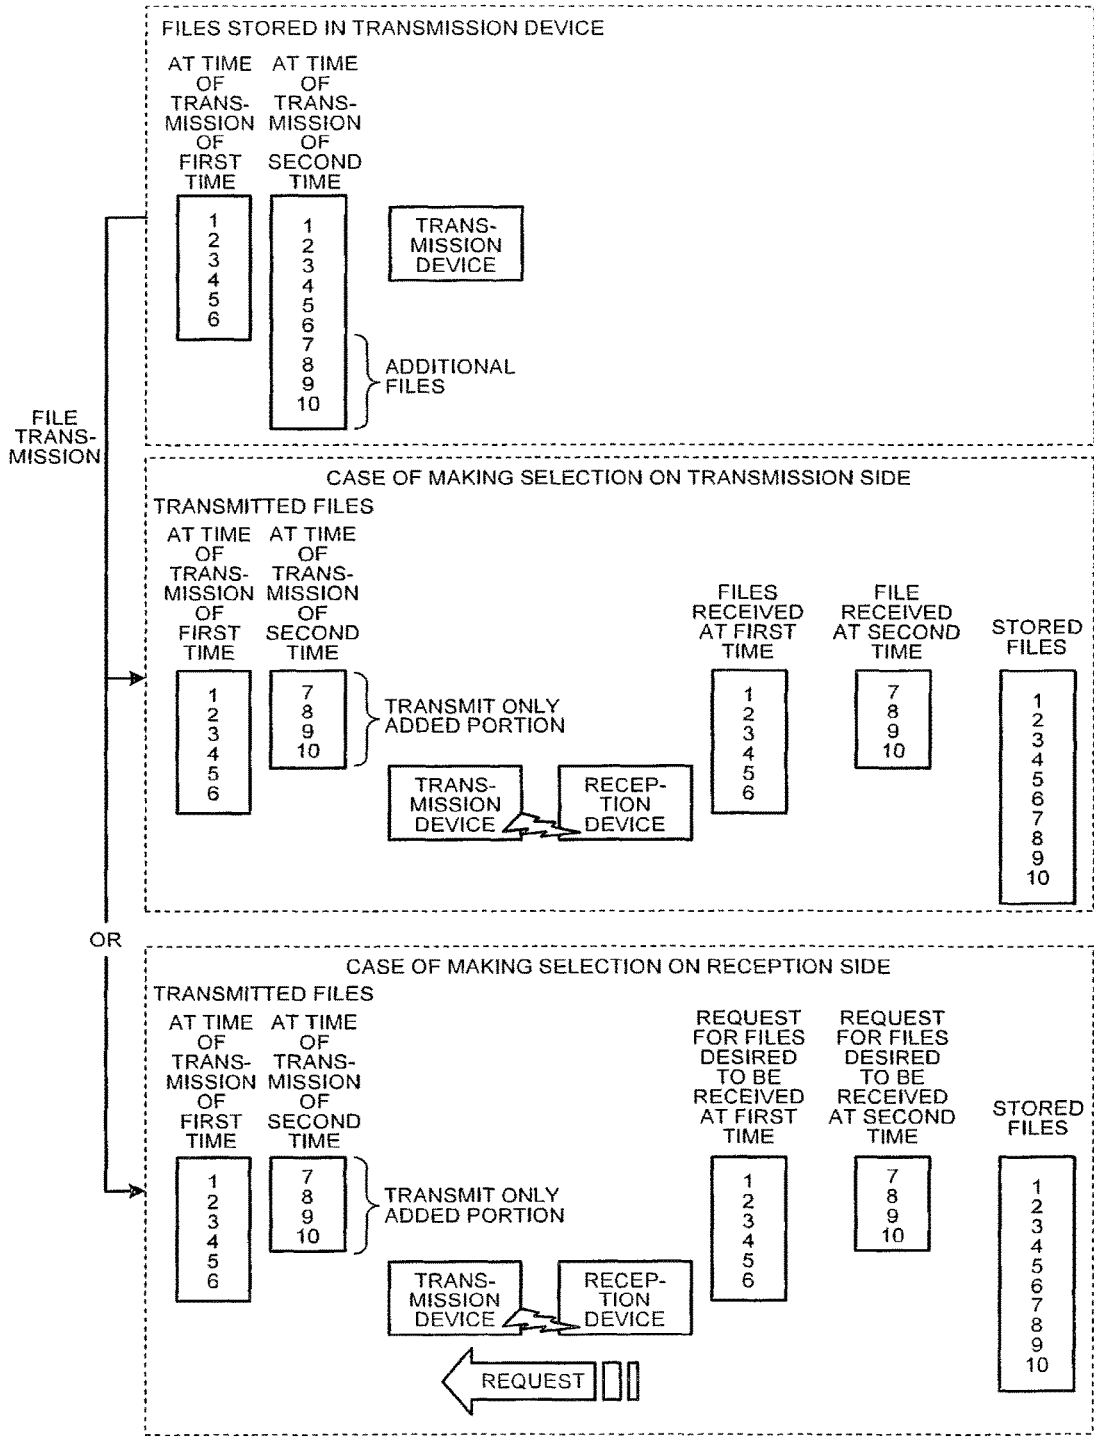 FILES STORED IN TRANSMISSION DEVICE
AT TIME
OF
TRANS-
MISSION
OF
FIRST
TIME
AT TIME
OF
TRANS-
MISSION
OF
SECOND
TIME
1
2
3
4
5
6
1
2
3
4
5
6
7
8
9
10
TRANS-
MISSION
DEVICE
ADDITIONAL
FILES
FILE
TRANS-
MISSION
CASE OF MAKING SELECTION ON TRANSMISSION SIDE
TRANSMITTED FILES
AT TIME
OF
TRANS-
MISSION
OF
FIRST
TIME
AT TIME
OF
TRANS-
MISSION
OF
SECOND
TIME
1
2
3
4
5
6
7
8
9
10
TRANSMIT ONLY
ADDED PORTION
TRANS-
MISSION
DEVICE
RECEP-
TION
DEVICE
FILES
RECEIVED
AT FIRST
TIME
1
2
3
4
5
6
FILE
RECEIVED
AT SECOND
TIME
7
8
9
10
STORED
FILES
1
2
3
4
5
6
7
8
9
10
OR
CASE OF MAKING SELECTION ON RECEPTION SIDE
TRANSMITTED FILES
AT TIME
OF
TRANS-
MISSION
OF
FIRST
TIME
AT TIME
OF
TRANS-
MISSION
OF
SECOND
TIME
1
2
3
4
5
6
7
8
9
10
TRANSMIT ONLY
ADDED PORTION
TRANS-
MISSION
DEVICE
RECEP-
TION
DEVICE
REQUEST
REQUEST
FOR FILES
DESIRED
TO BE
RECEIVED
AT FIRST
TIME
1
2
3
4
5
6
REQUEST
FOR FILES
DESIRED
TO BE
RECEIVED
AT SECOND
TIME
7
8
9
10
STORED
FILES
1
2
3
4
5
6
7
8
9
10